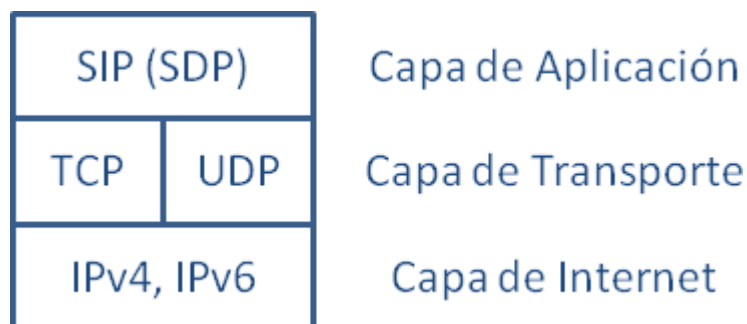 SIP (SDP) Capa de Aplicación
TCP UDP Capa de Transporte
IPv4, IPv6 Capa de Internet